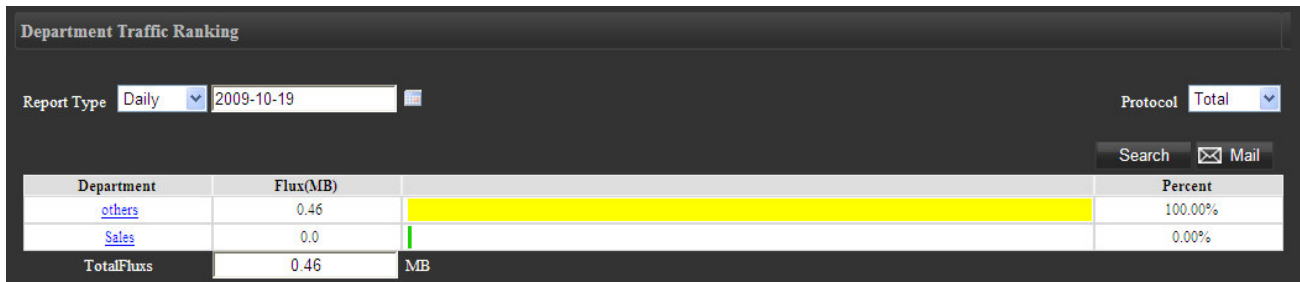 Department Traffic Ranking
Report Type Daily 2009-10-19 Protocol Total
Search Mail
Department Flux(MB) Percent
others 0.46 100.00%
Sales 0.0 0.00%
TotalFluxs 0.46 MB